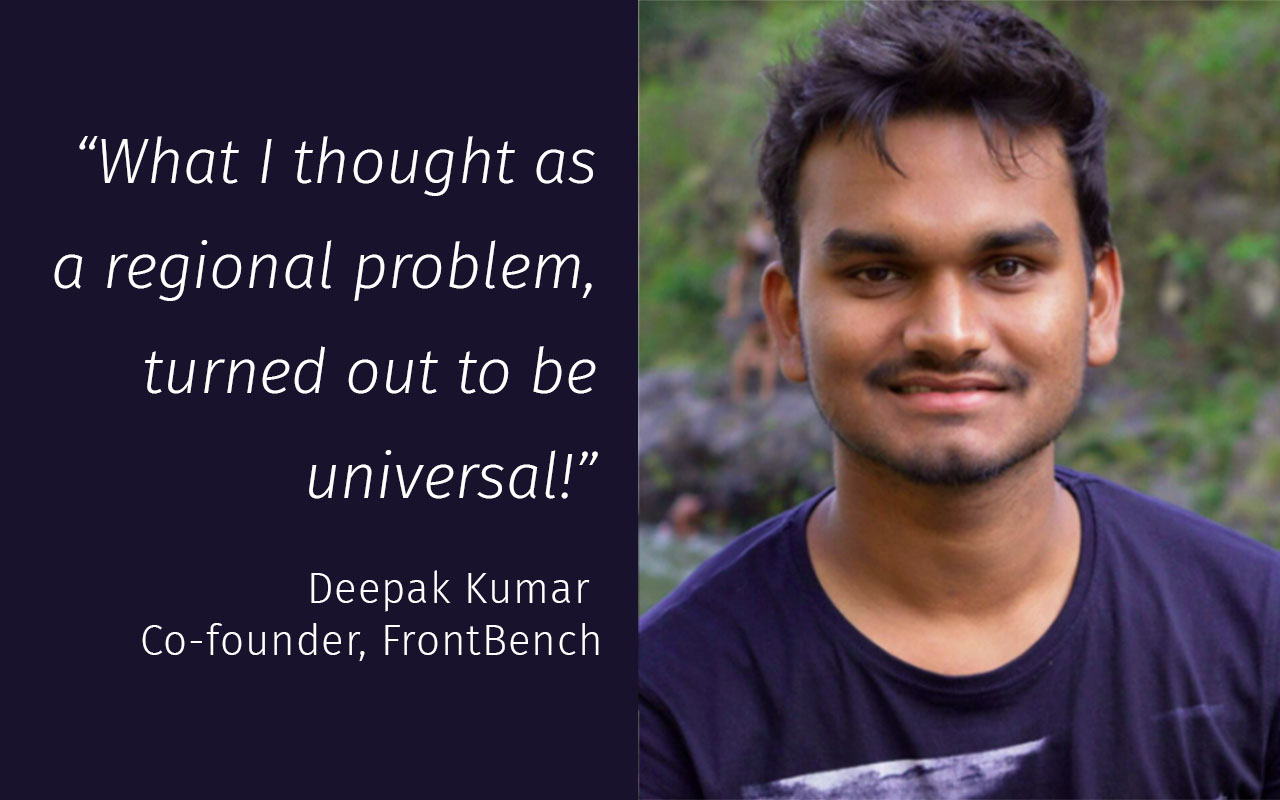 “What I thought as
a regional problem,
turned out to be
universal!”
Deepak Kumar
Co-founder, FrontBench